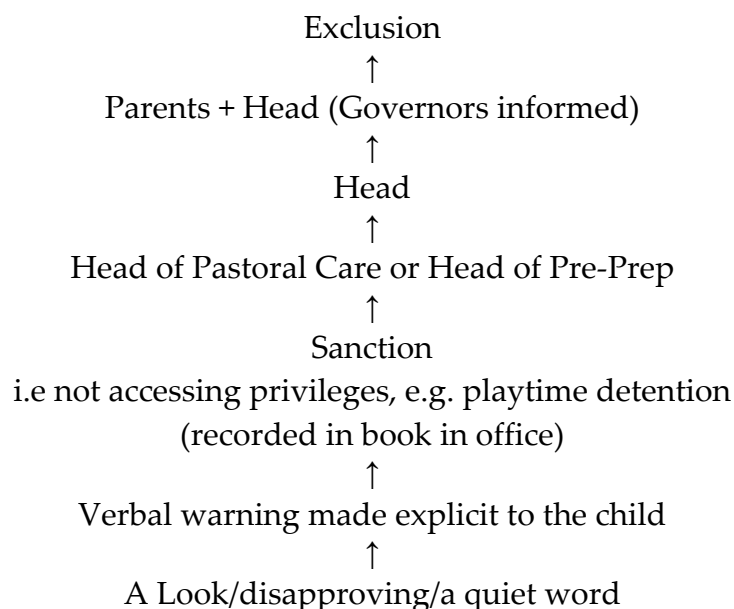 Exclusion
↑
Parents + Head (Governors informed)
↑
Head
↑
Head of Pastoral Care or Head of Pre-Prep
↑
Sanction
i.e not accessing privileges, e.g. playtime detention
(recorded in book in office)
↑
Verbal warning made explicit to the child
↑
A Look/disapproving/a quiet word